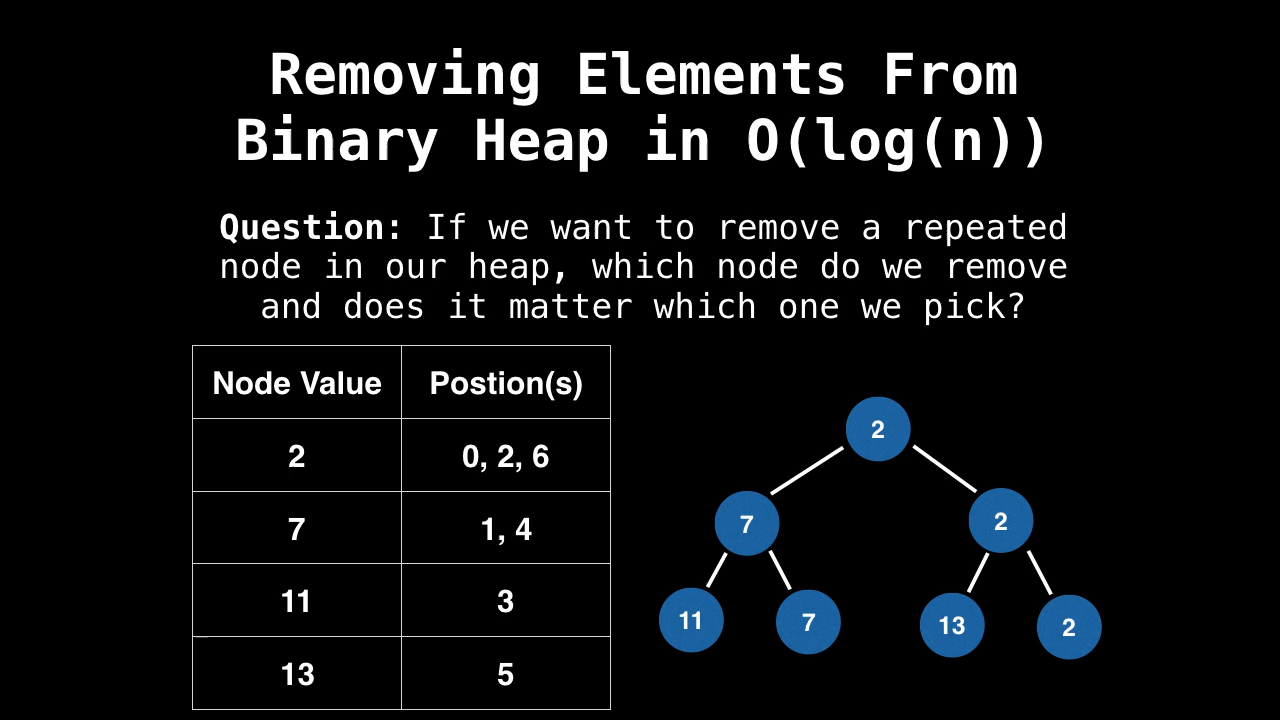 Removing Elements From
Binary Heap in O(log(n))
Question: If we want to remove a repeated
node in our heap, which node do we remove
and does it matter which one we pick?
Node Value Postion(s)
2 0, 2, 6
7 1, 4
11 3
13 5
2
7 2
11 7 13 2